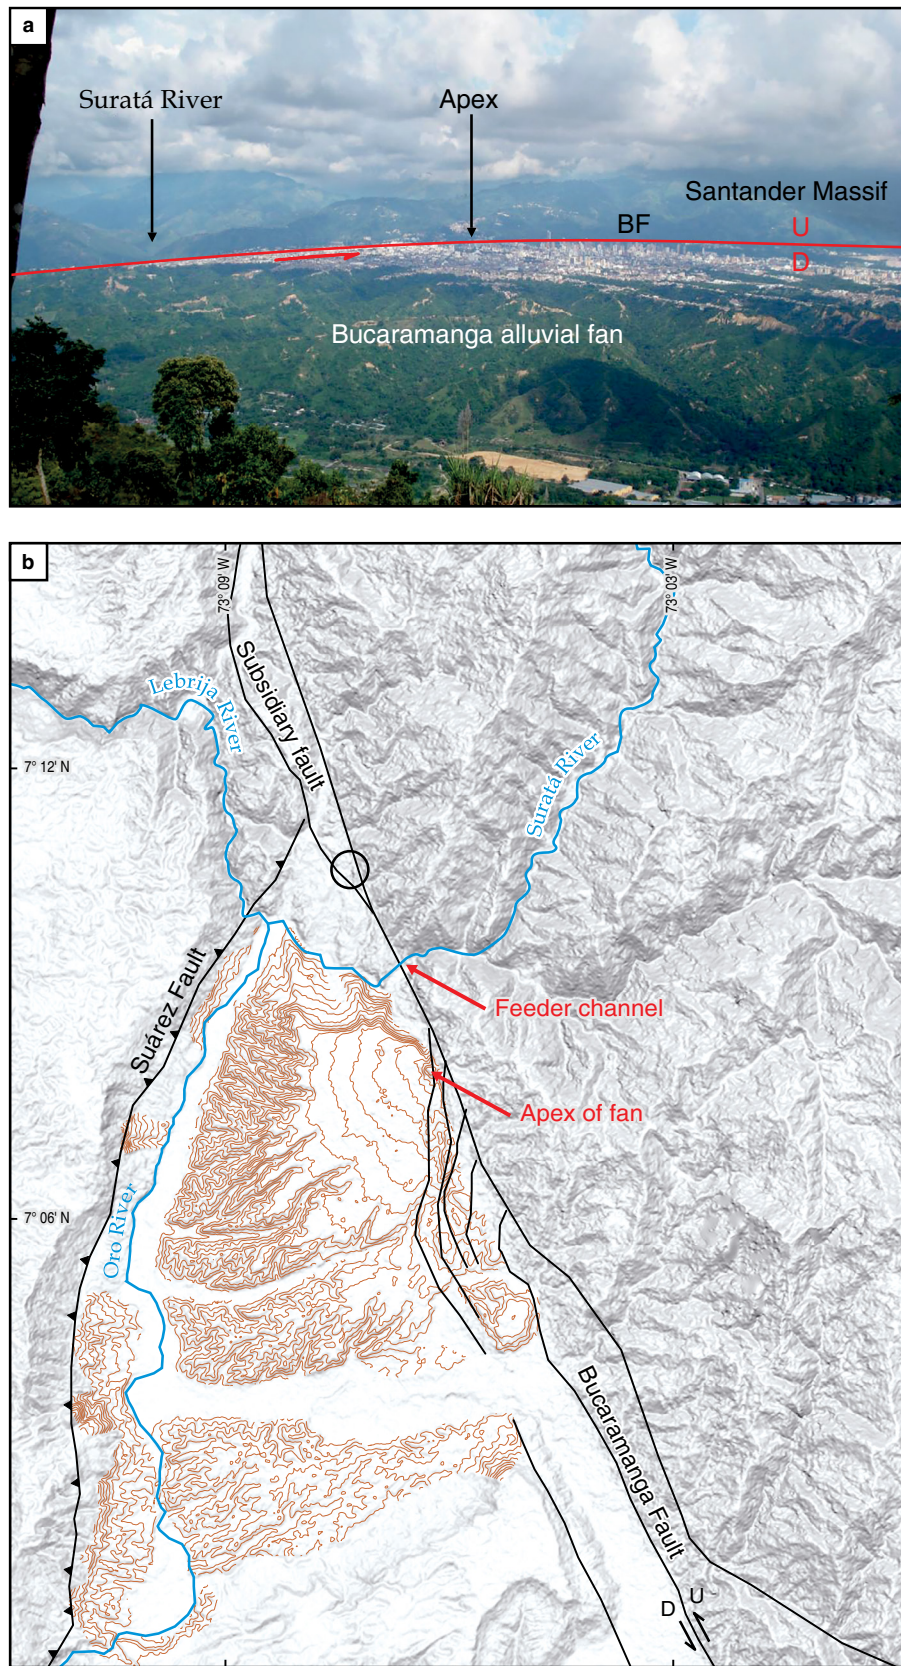 a
Suratá River
Apex
Santander Massif
BF
U
D
Bucaramanga alluvial fan
b
73° 09' W
73° 03' W
Subsidiary fault
Lebrija River
Suratá River
7° 12' N
Suárez Fault
Feeder channel
Apex of fan
7° 06' N
Oro River
Bucaramanga Fault
D
U